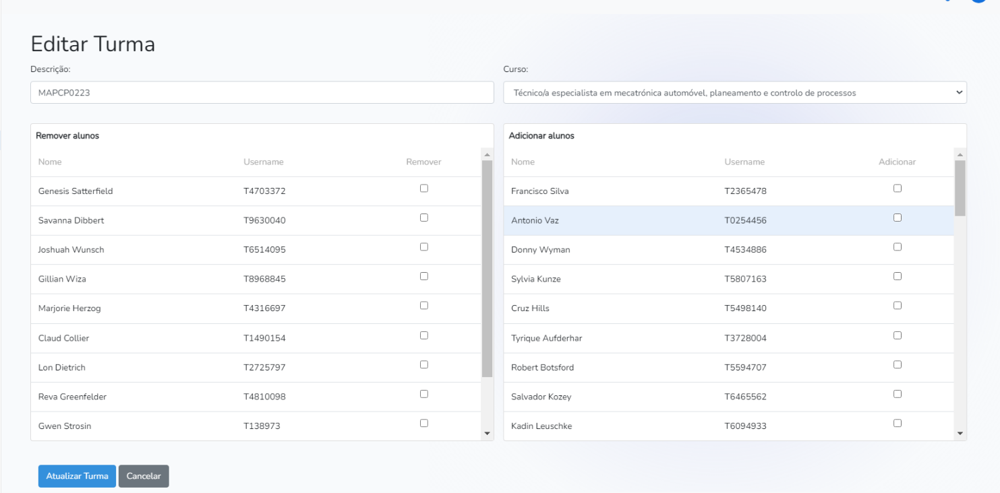 Editar Turma
Descrição: Curso:
MAPCP0223 Técnico/a especialista em mecatrónica automóvel, planeamento e controlo de processos
Remover alunos
Nome Username Remover
Genesis Satterfield T4703372
Savanna Dibbert T9630040
Joshuah Wunsch T6514095
Gillian Wiza T8968845
Marjorie Herzog T4316697
Claud Collier T1490154
Lon Dietrich T2725797
Reva Greenfelder T4810098
Gwen Strosin T138973
Adicionar alunos
Nome Username Adicionar
Francisco Silva T2365478
Antonio Vaz T0254456
Donny Wyman T4534886
Sylvia Kunze T5807163
Cruz Hills T5498140
Tyrique Aufderhar T3728004
Robert Botsford T5594707
Salvador Kozey T6465562
Kadin Leuschke T6094933
Atualizar Turma Cancelar